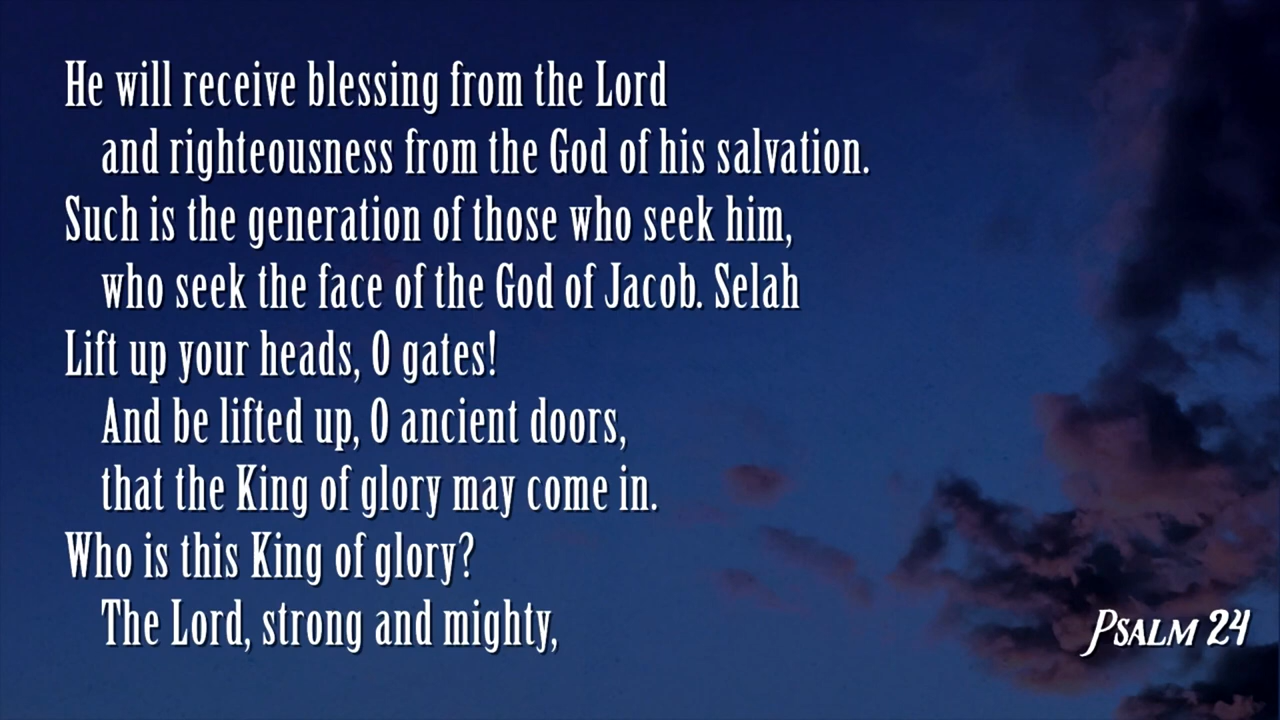 He will receive blessing from the Lord
and righteousness from the God of his salvation.
Such is the generation of those who seek him,
who seek the face of the God of Jacob. Selah
Lift up your heads, O gates!
And be lifted up, O ancient doors,
that the King of glory may come in.
Who is this King of glory?
The Lord, strong and mighty,
Psalm 24